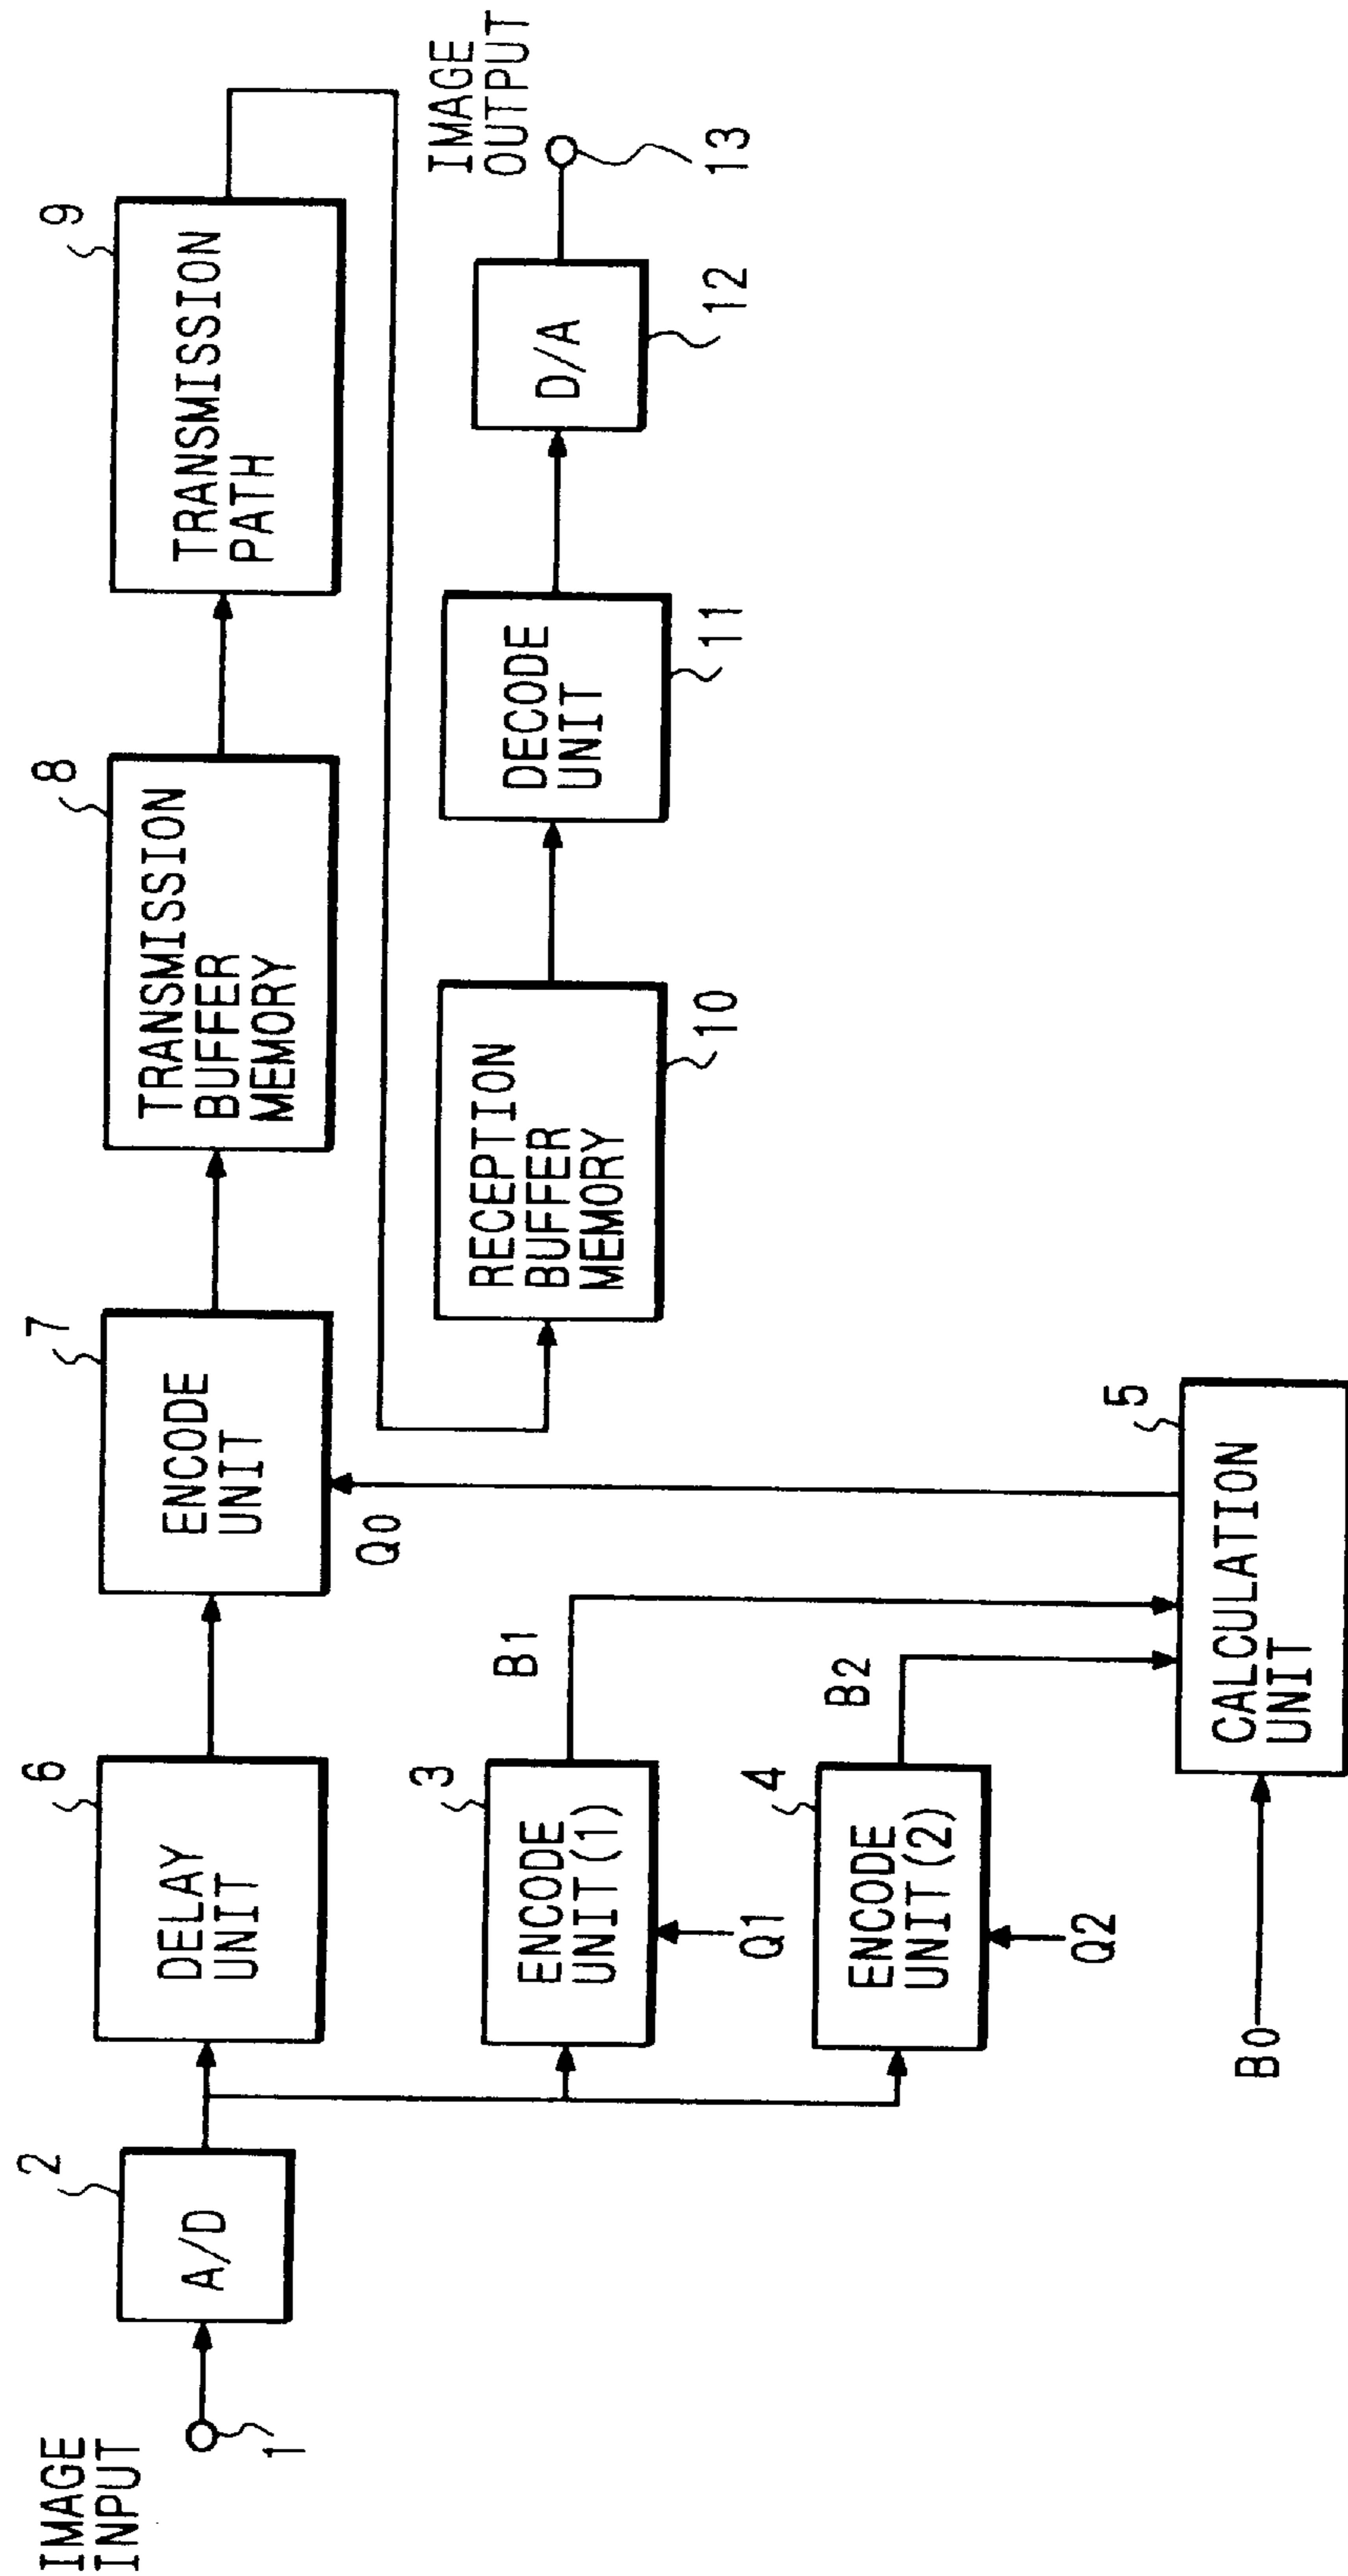 IMAGE
INPUT
1
2
A/D
6
DELAY
UNIT
7
ENCODE
UNIT
Q0
8
TRANSMISSION
BUFFER
MEMORY
9
TRANSMISSION
PATH
3
ENCODE
UNIT(1)
Q1
B1
4
ENCODE
UNIT(2)
Q2
B2
5
CALCULATION
UNIT
B0
RECEPTION
BUFFER
MEMORY
10
DECODE
UNIT
11
D/A
12
IMAGE
OUTPUT
13